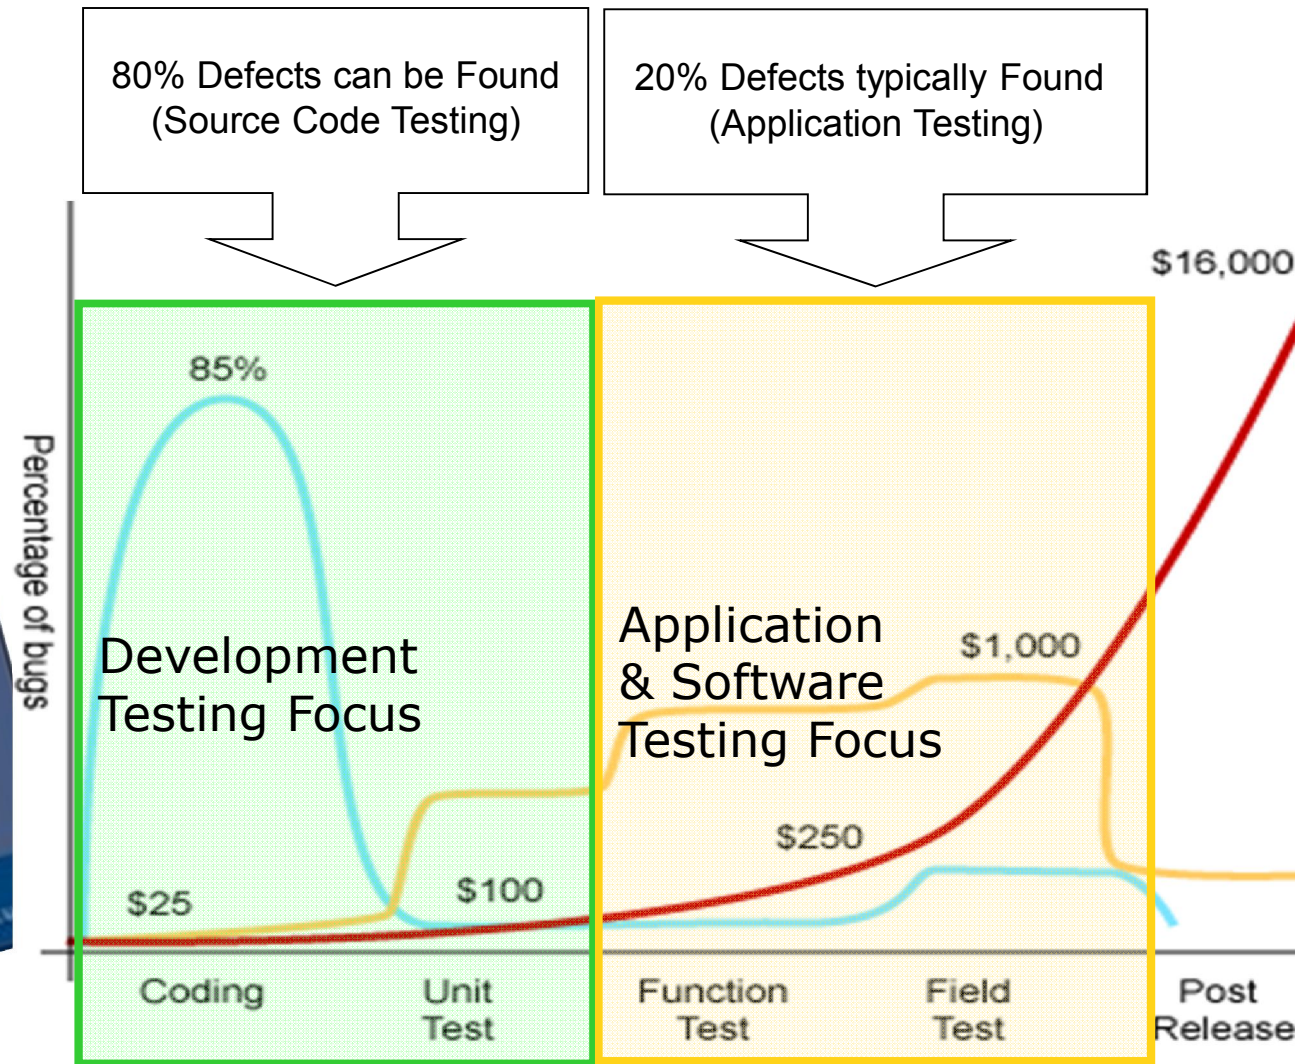 80% Defects can be Found
(Source Code Testing)
20% Defects typically Found
(Application Testing)
$16,000
85%
Percentage of bugs
Development
Testing Focus
Application
& Software
Testing Focus
$1,000
$250
$25
$100
Coding
Unit
Test
Function
Test
Field
Test
Post
Release